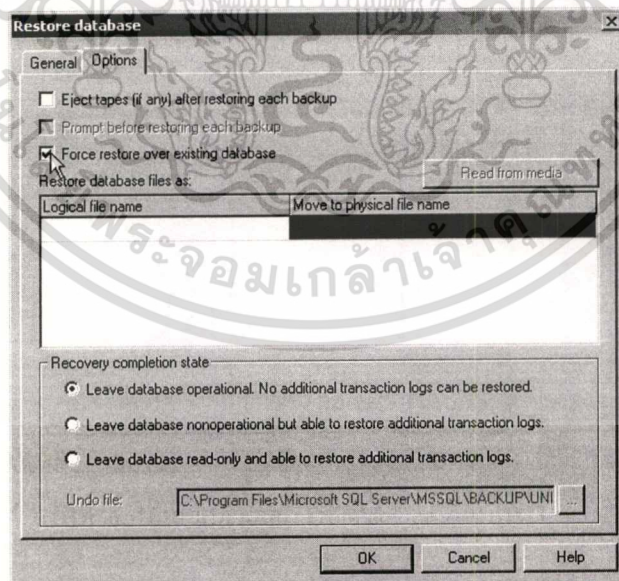 Restore database
General Options
Eject tapes (if any) after restoring each backup
Prompt before restoring each backup
Force restore over existing database
Restore database files as:
Read from media
Logical file name Move to physical file name
พระจอมเกล้าเจ้าคุณ
Recovery completion state
Leave database operational. No additional transaction logs can be restored.
Leave database nonoperational but able to restore additional transaction logs.
Leave database read-only and able to restore additional transaction logs.
Undo file: C:\Program Files\Microsoft SQL Server\MSSQL\BACKUP\UNI ...
OK Cancel Help